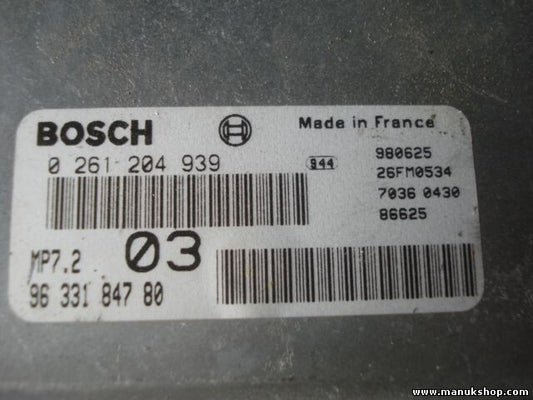 BOSCH
Made in France
0 261 204 939
944
980625
26FM0534
7036 0430
86625
MP7.2
03
96 331 847 80
www.manukshop.com